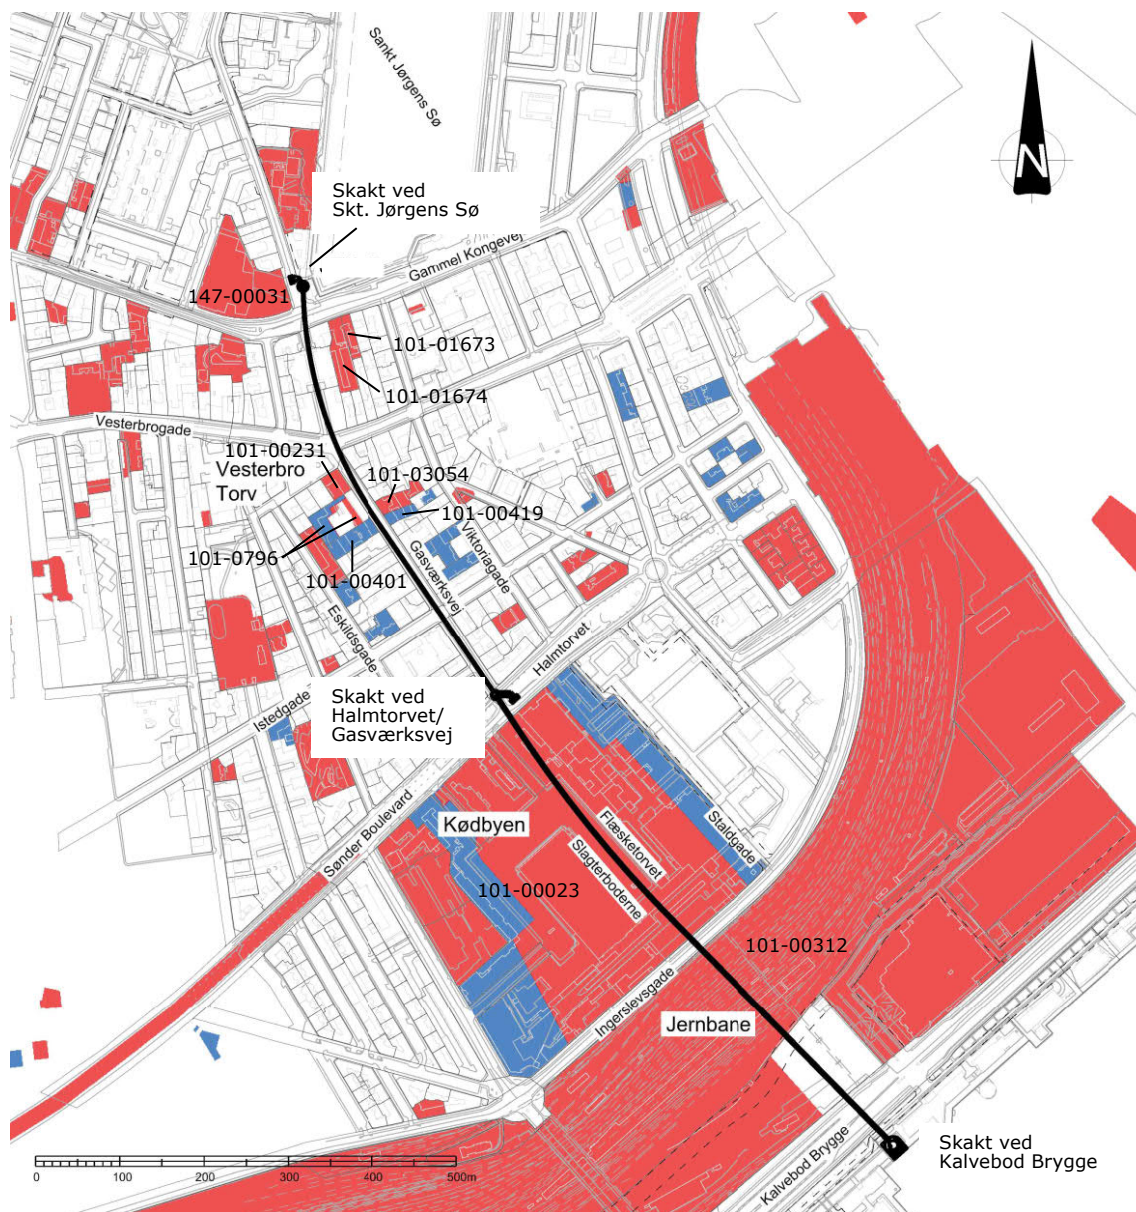 Sankt Jørgens Sø
N
Skakt ved
Skt. Jørgens Sø
Gammel Kongevej
147-00031
101-01673
101-01674
Vesterbrogade
101-00231
Vesterbro
Torv
101-03054
101-00419
101-0796
101-00401
Gasværksvej
Viktoriagade
Eskildsgade
Halmtorvet
Istedgade
Skakt ved
Halmtorvet/
Gasværksvej
Sønder Boulevard
Kødbyen
Flæsketorvet
Slagterboderne
Staldgade
101-00023
101-00312
Ingerslevsgade
Jernbane
Kalvebod Brygge
Skakt ved
Kalvebod Brygge
0 100 200 300 400 500m